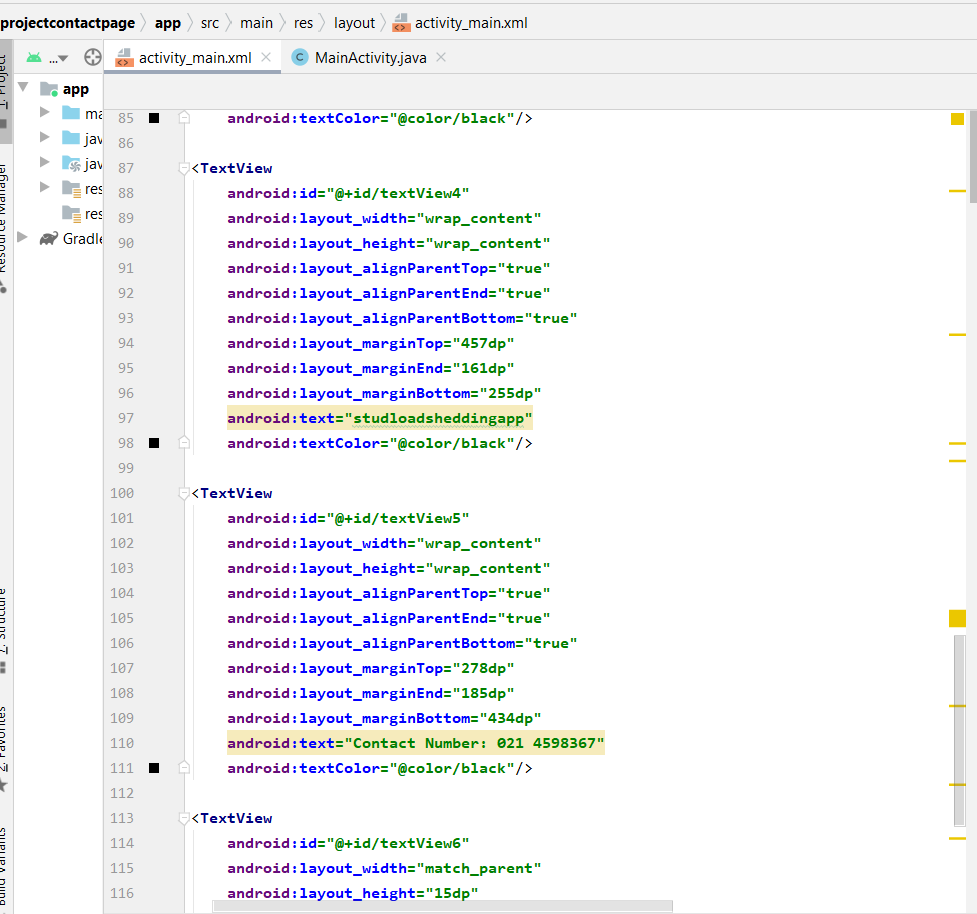 projectcontactpage app src main res layout activity_main.xml
... activity_main.xml MainActivity.java
1: Project
Resource Manager
7: Structure
2: Favorites
Build Variants
app
ma
jav
jav
res
res
Gradle
85 android:textColor="@color/black"/>
86
87 <TextView
88 android:id="@+id/textView4"
89 android:layout_width="wrap_content"
90 android:layout_height="wrap_content"
91 android:layout_alignParentTop="true"
92 android:layout_alignParentEnd="true"
93 android:layout_alignParentBottom="true"
94 android:layout_marginTop="457dp"
95 android:layout_marginEnd="161dp"
96 android:layout_marginBottom="255dp"
97 android:text="studloadsheddingapp"
98 android:textColor="@color/black"/>
99
100 <TextView
101 android:id="@+id/textView5"
102 android:layout_width="wrap_content"
103 android:layout_height="wrap_content"
104 android:layout_alignParentTop="true"
105 android:layout_alignParentEnd="true"
106 android:layout_alignParentBottom="true"
107 android:layout_marginTop="278dp"
108 android:layout_marginEnd="185dp"
109 android:layout_marginBottom="434dp"
110 android:text="Contact Number: 021 4598367"
111 android:textColor="@color/black"/>
112
113 <TextView
114 android:id="@+id/textView6"
115 android:layout_width="match_parent"
116 android:layout_height="15dp"